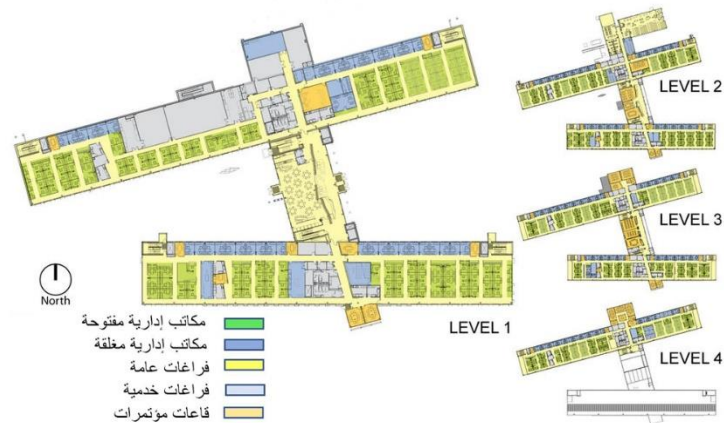 LEVEL 2
LEVEL 3
LEVEL 1
LEVEL 4
North
مكاتب إدارية مفتوحة
مكاتب إدارية مغلقة
فراغات عامة
فراغات خدمية
قاعات مؤتمرات